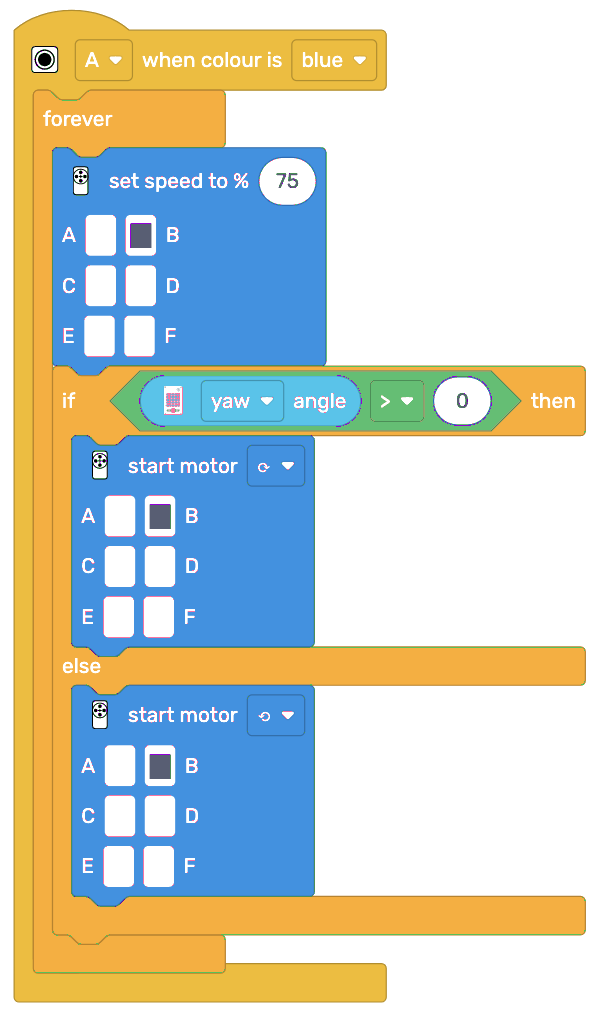 A when colour is blue
forever
set speed to % 75
A B
C D
E F
if yaw angle > 0 then
start motor
A B
C D
E F
else
start motor
A B
C D
E F